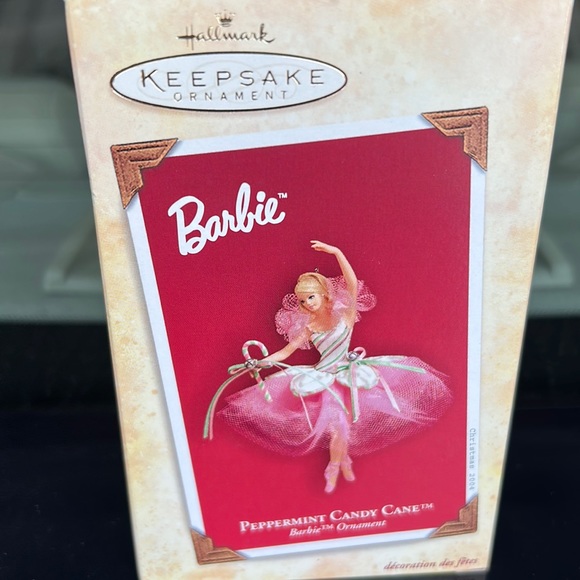 Hallmark
KEEPSAKE
ORNAMENT
Barbie™
Christmas 2004
PEPPERMINT CANDY CANE™
Barbie™ Ornament
décoration des fêtes